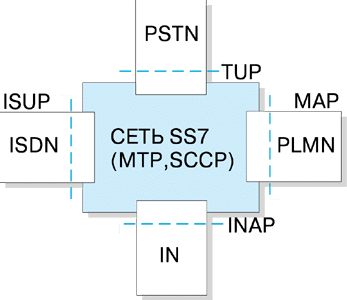 PSTN
TUP
ISUP
MAP
ISDN
СЕТЬ SS7
(MTP,SCCP)
PLMN
INAP
IN